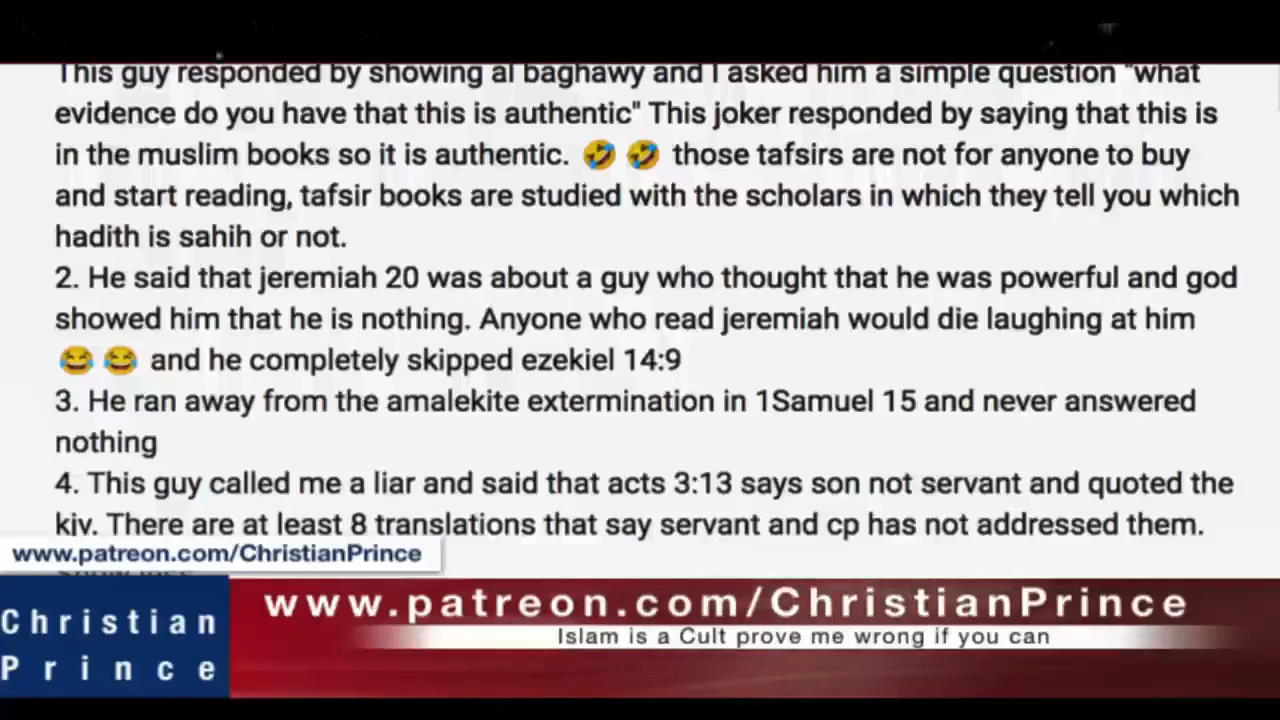 This guy responded by showing al baghawy and I asked him a simple question "what
evidence do you have that this is authentic" This joker responded by saying that this is
in the muslim books so it is authentic. 🤣 🤣 those tafsirs are not for anyone to buy
and start reading, tafsir books are studied with the scholars in which they tell you which
hadith is sahih or not.
2. He said that jeremiah 20 was about a guy who thought that he was powerful and god
showed him that he is nothing. Anyone who read jeremiah would die laughing at him
😂 😂 and he completely skipped ezekiel 14:9
3. He ran away from the amalekite extermination in 1Samuel 15 and never answered
nothing
4. This guy called me a liar and said that acts 3:13 says son not servant and quoted the
kjv. There are at least 8 translations that say servant and cp has not addressed them.
www.patreon.com/ChristianPrince
Christian
Prince
www.patreon.com/ChristianPrince
Islam is a Cult prove me wrong if you can